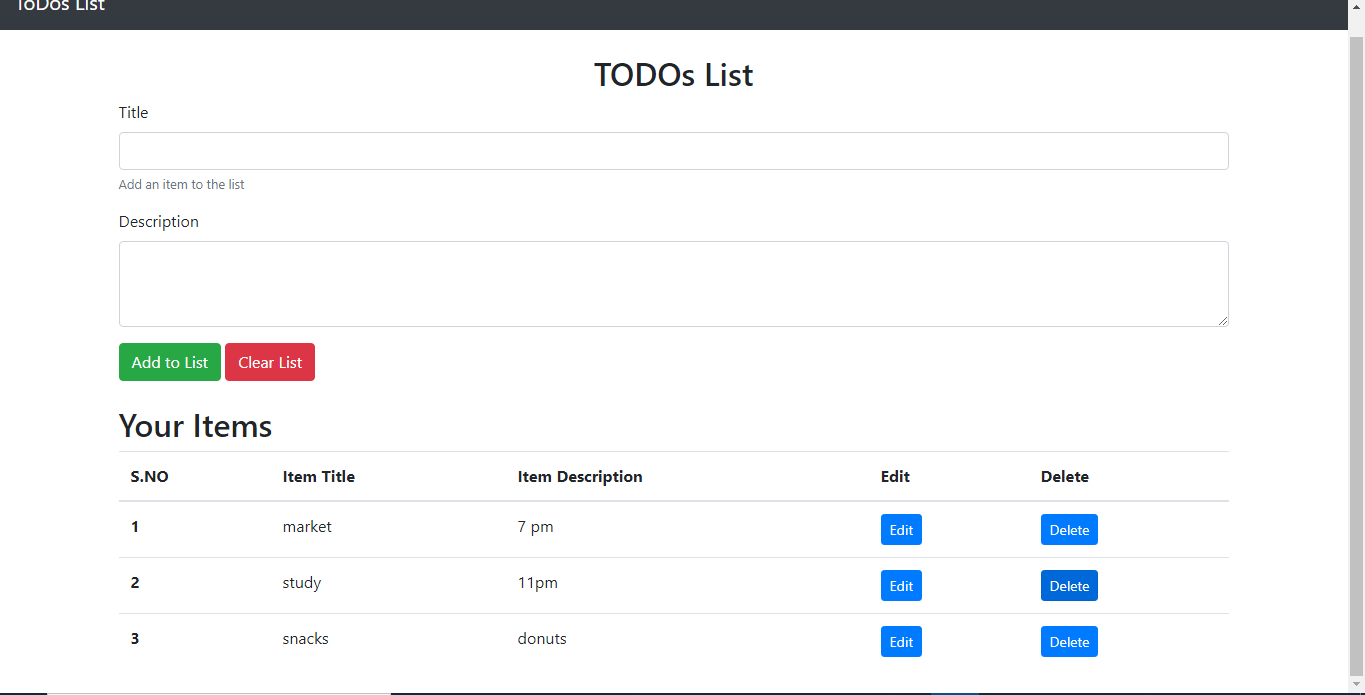 ToDos List
TODOs List
Title
Add an item to the list
Description
Add to List Clear List
Your Items
S.NO Item Title Item Description Edit Delete
1 market 7 pm Edit Delete
2 study 11pm Edit Delete
3 snacks donuts Edit Delete